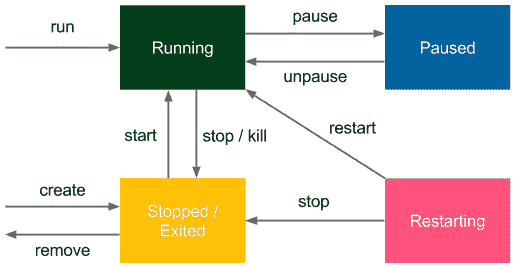 run
pause
Running
Paused
unpause
start
stop / kill
restart
create
Stopped /
Exited
stop
Restarting
remove